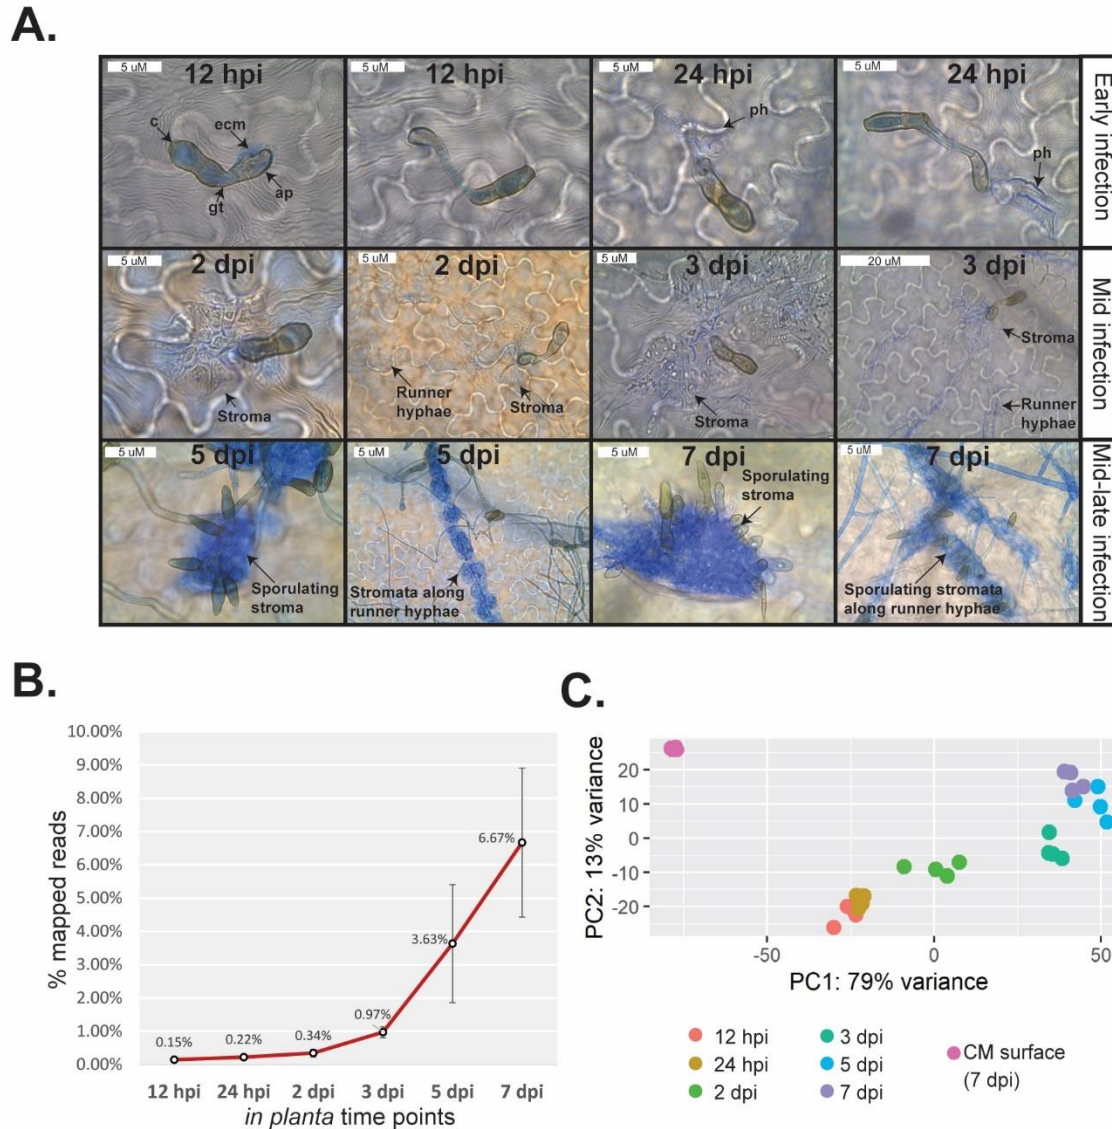 A.
5 uM
12 hpi
c
ecm
gt
ap
5 uM
12 hpi
5 uM
24 hpi
ph
5 uM
24 hpi
ph
Early infection
5 uM
2 dpi
Stroma
5 uM
2 dpi
Runner
hyphae
Stroma
5 uM
3 dpi
Stroma
20 uM
3 dpi
Stroma
Runner
hyphae
Mid infection
5 uM
5 dpi
Sporulating
stroma
5 uM
5 dpi
Stromata along
runner hyphae
5 uM
7 dpi
Sporulating
stroma
5 uM
7 dpi
Sporulating stromata
along runner hyphae
Mid-late infection
B.
10.00%
9.00%
8.00%
7.00%
6.00%
5.00%
4.00%
3.00%
2.00%
1.00%
0.00%
% mapped reads
0.15%
0.22%
0.34%
0.97%
3.63%
6.67%
12 hpi 24 hpi 2 dpi 3 dpi 5 dpi 7 dpi
in planta time points
C.
PC2: 13% variance
20
10
0
-10
-20
-50 0 50
PC1: 79% variance
12 hpi
24 hpi
2 dpi
3 dpi
5 dpi
7 dpi
CM surface
(7 dpi)